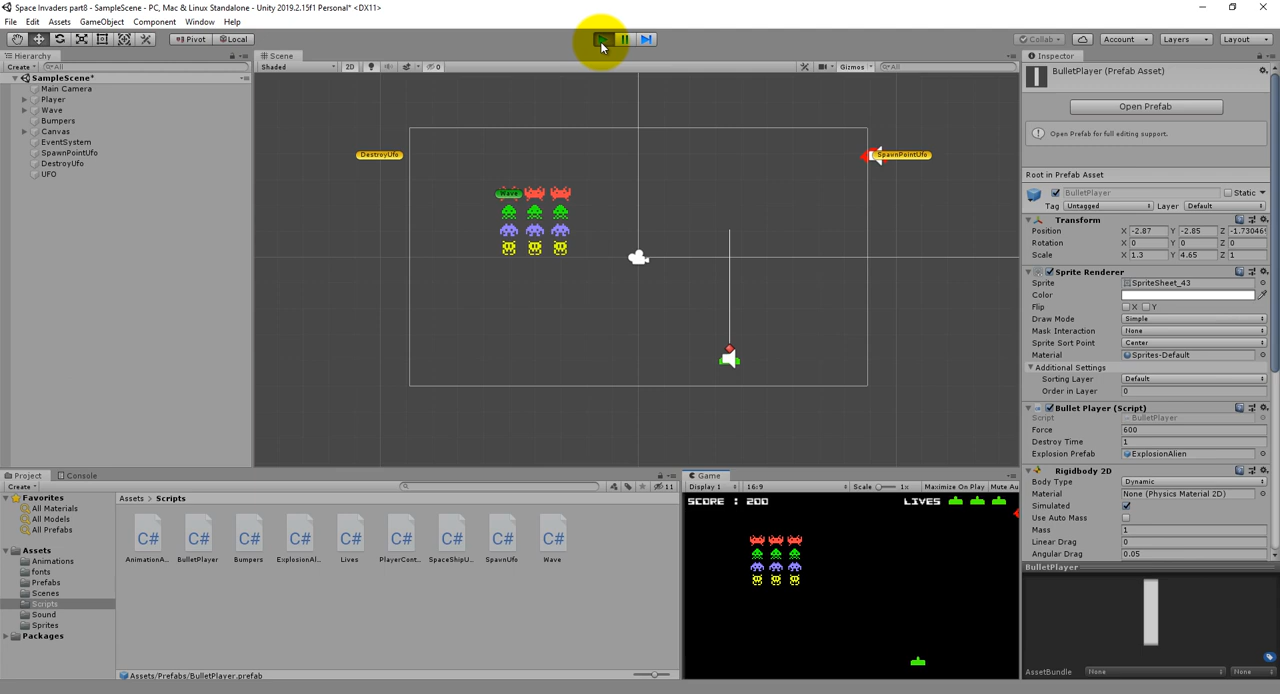 Space Invaders part8 - SampleScene - PC, Mac & Linux Standalone - Unity 2019.2.15f1 Personal* <DX11>
File Edit Assets GameObject Component Window Help
Pivot Local Collab Account Layers Layout
Hierarchy
Create All
SampleScene*
Main Camera
Player
Wave
Bumpers
Canvas
EventSystem
SpawnPointUfo
DestroyUfo
UFO
Scene
Shaded 2D 0 Gizmos All
DestroyUfo
SpawnPointUfo
Wave
Inspector
BulletPlayer (Prefab Asset)
Open Prefab
Open Prefab for full editing support.
Root in Prefab Asset
BulletPlayer Static
Tag Untagged Layer Default
Transform
Position X -2.87 Y -2.85 Z -1.73046
Rotation X 0 Y 0 Z 0
Scale X 1.3 Y 4.65 Z 1
Sprite Renderer
Sprite SpriteSheet_43
Color
Flip X Y
Draw Mode Simple
Mask Interaction None
Sprite Sort Point Center
Material Sprites-Default
Additional Settings
Sorting Layer Default
Order in Layer 0
Bullet Player (Script)
Script BulletPlayer
Force 600
Destroy Time 1
Explosion Prefab ExplosionAlien
Rigidbody 2D
Body Type Dynamic
Material None (Physics Material 2D)
Simulated
Use Auto Mass
Mass 1
Linear Drag 0
Angular Drag 0.05
BulletPlayer
AssetBundle None None
Project Console
Create 11
Favorites
All Materials
All Models
All Prefabs
Assets
Animations
fonts
Prefabs
Scenes
Scripts
Sound
Sprites
Packages
Assets > Scripts
C# C# C# C# C# C# C# C# C#
AnimationA... BulletPlayer Bumpers ExplosionAl... Lives PlayerCont... SpaceShipU... SpawnUfo Wave
Assets/Prefabs/BulletPlayer.prefab
Game
Display 1 16:9 Scale 1x Maximize On Play Mute Au
SCORE : 200 LIVES